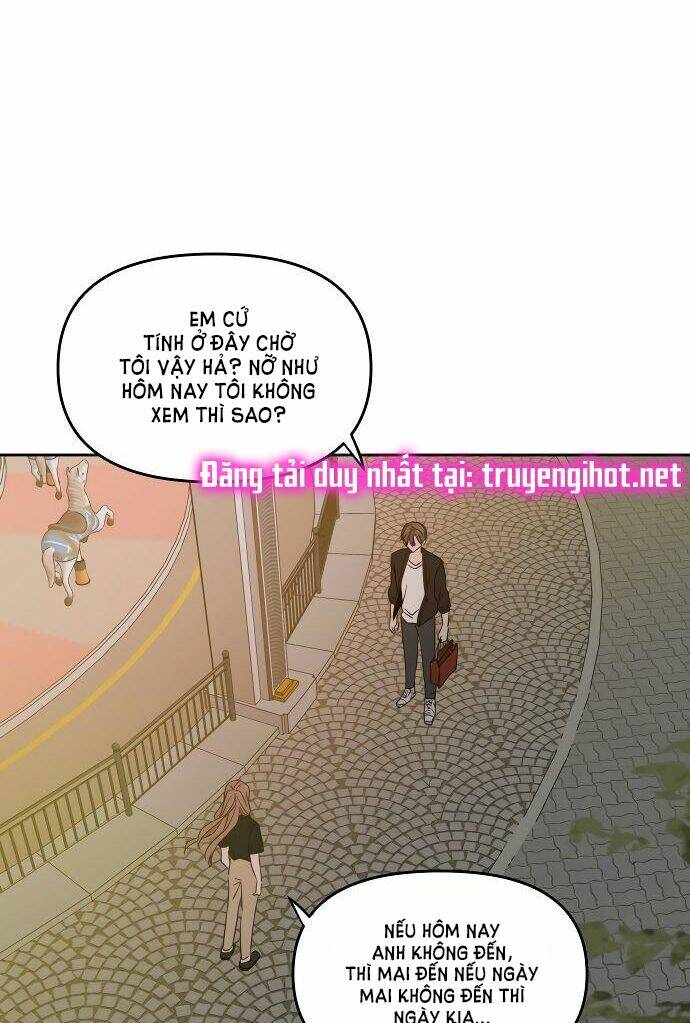 EM CỨ
TÍNH Ở ĐÂY CHỜ
TÔI VẬY HẢ? NỠ NHƯ
HÔM NAY TÔI KHÔNG
XEM THÌ SAO?
Đăng tải duy nhất tại: truyengihot.net
NẾU HÔM NAY
ANH KHÔNG ĐẾN,
THÌ MAI ĐẾN NẾU NGÀY
MAI KHÔNG ĐẾN THÌ
NGÀY KIA...